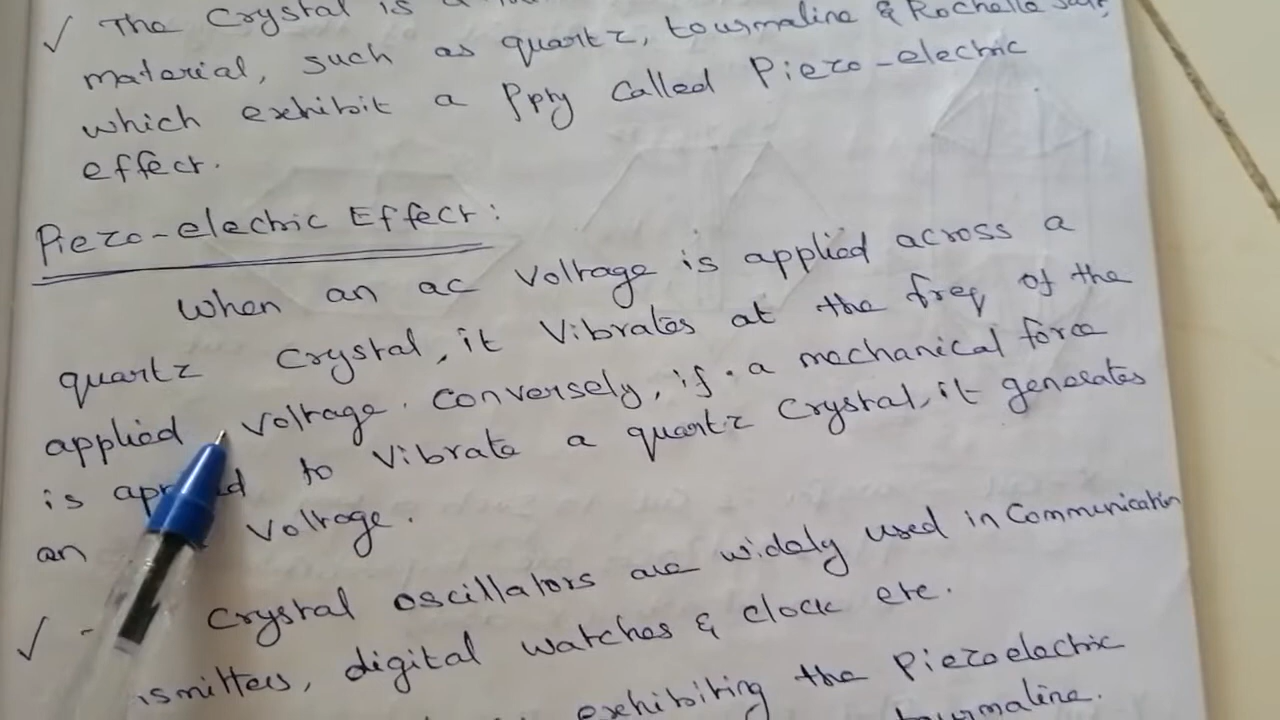 ✓ The Crystal is a
material, such as quartz, tourmaline & Rochelle salt,
which exhibit a Ppty called Piezo-electric
effect.
Piezo-electric Effect:
When an ac Voltage is applied across a
quartz Crystal, it Vibrates at the freq of the
applied Voltage. Conversely, if a mechanical force
is applied to Vibrate a quartz Crystal, it generates
an Voltage.
✓ - Crystal oscillators are widely used in Communication
smitters, digital watches & clock etc.
exhibiting the Piezoelectric
tourmaline.